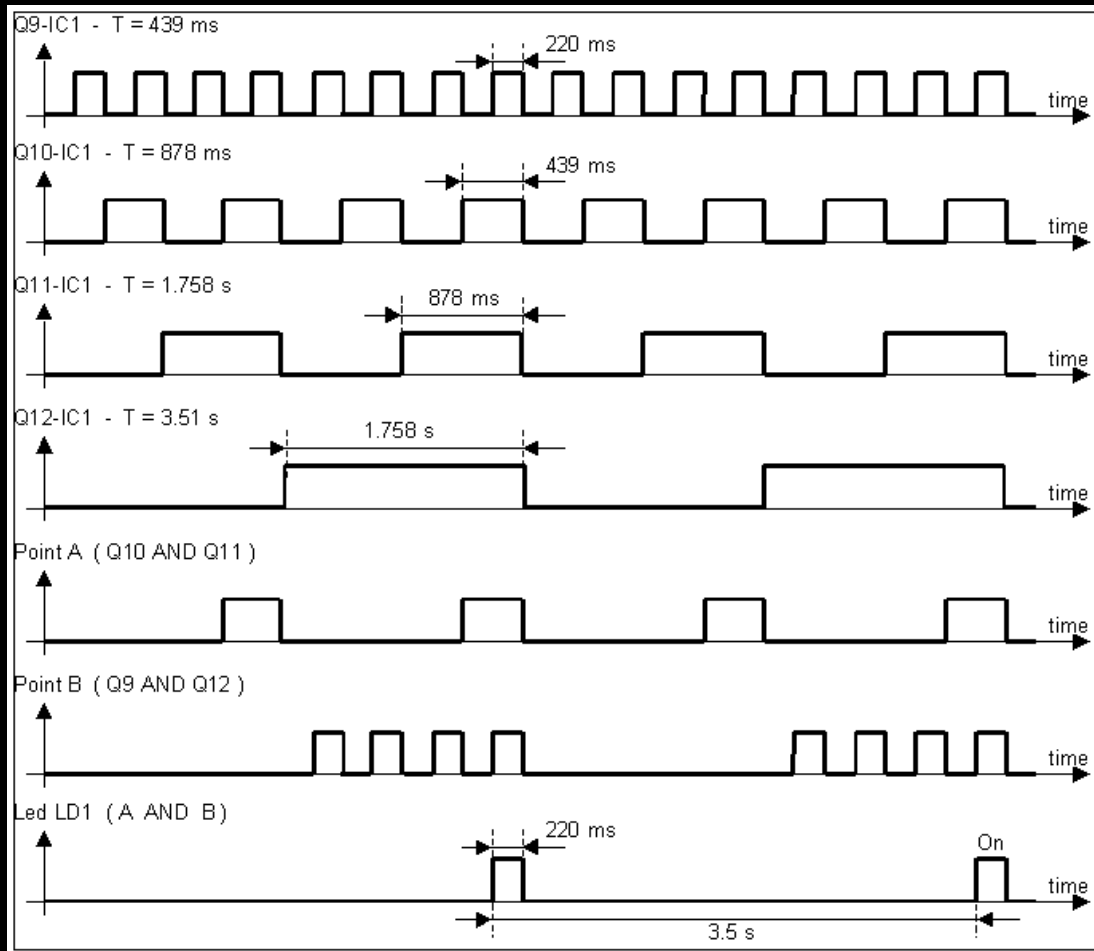 Q9-IC1 - T = 439 ms
220 ms
time
Q10-IC1 - T = 878 ms
439 ms
time
Q11-IC1 - T = 1.758 s
878 ms
time
Q12-IC1 - T = 3.51 s
1.758 s
time
Point A ( Q10 AND Q11 )
time
Point B ( Q9 AND Q12 )
time
Led LD1 ( A AND B )
220 ms
On
time
3.5 s